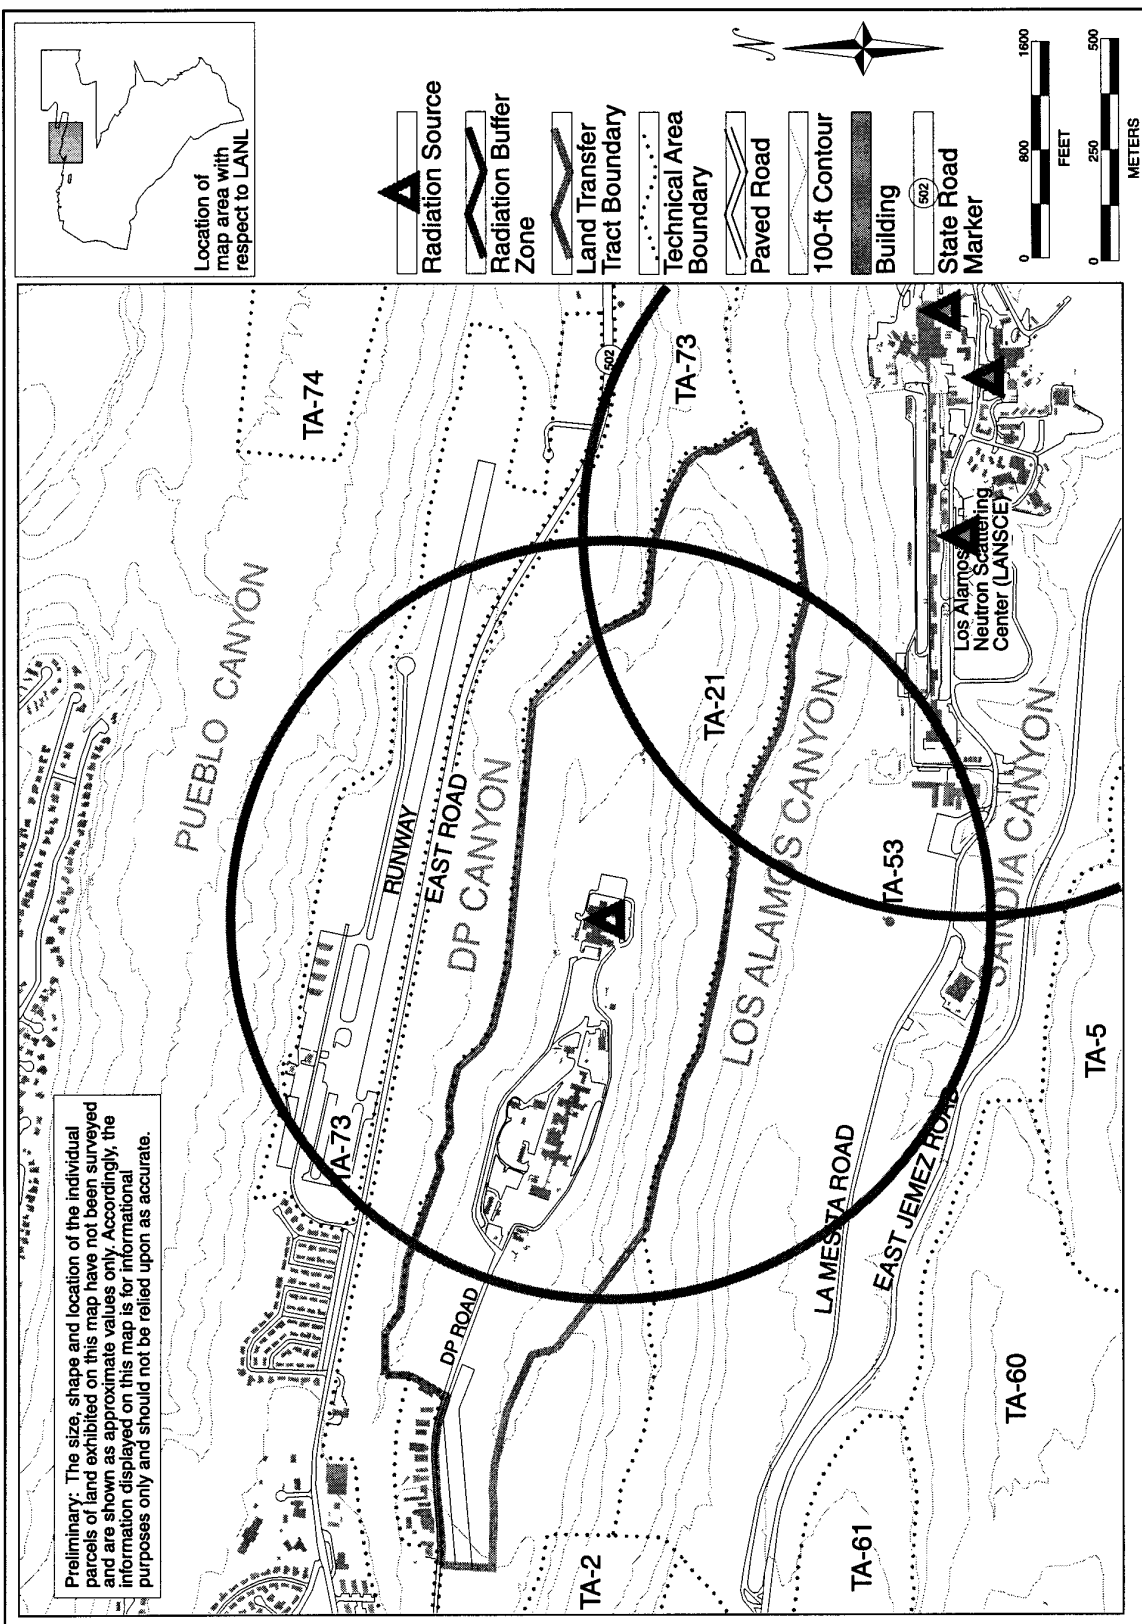 Preliminary: The size, shape and location of the individual
parcels of land exhibited on this map have not been surveyed
and are shown as approximate values only. Accordingly, the
information displayed on this map is for informational
purposes only and should not be relied upon as accurate.
PUEBLO CANYON
TA-74
TA-73
RUNWAY
EAST ROAD
502
DP CANYON
DP ROAD
TA-73
TA-21
LOS ALAMOS CANYON
TA-2
LA MESITA ROAD
TA-53
Los Alamos
Neutron Scattering
Center (LANSCE)
EAST JEMEZ ROAD
SANDIA CANYON
TA-61
TA-60
TA-5
Location of
map area with
respect to LANL
Radiation Source
Radiation Buffer
Zone
Land Transfer
Tract Boundary
Technical Area
Boundary
Paved Road
100-ft Contour
Building
502
State Road
Marker
N
0 800 1600
FEET
0 250 500
METERS